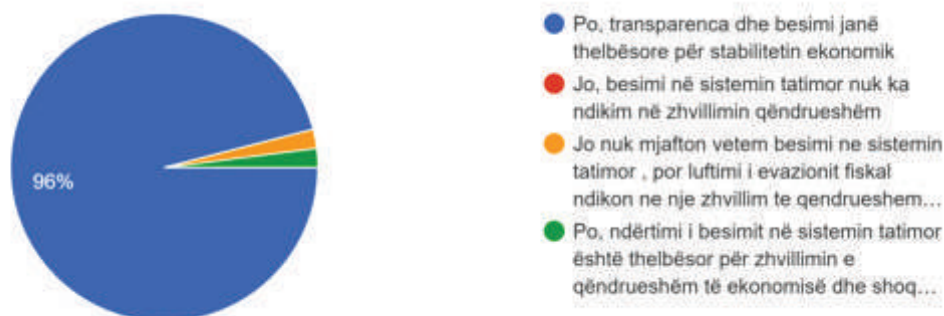 96%
Po, transparenca dhe besimi janë
thelbësore për stabilitetin ekonomik
Jo, besimi në sistemin tatimor nuk ka
ndikim në zhvillimin qëndrueshëm
Jo nuk mjafton vetem besimi ne sistemin
tatimor , por luftimi i evazionit fiskal
ndikon ne nje zhvillim te qendrueshem…
Po, ndërtimi i besimit në sistemin tatimor
është thelbësor për zhvillimin e
qëndrueshëm të ekonomisë dhe shoq…